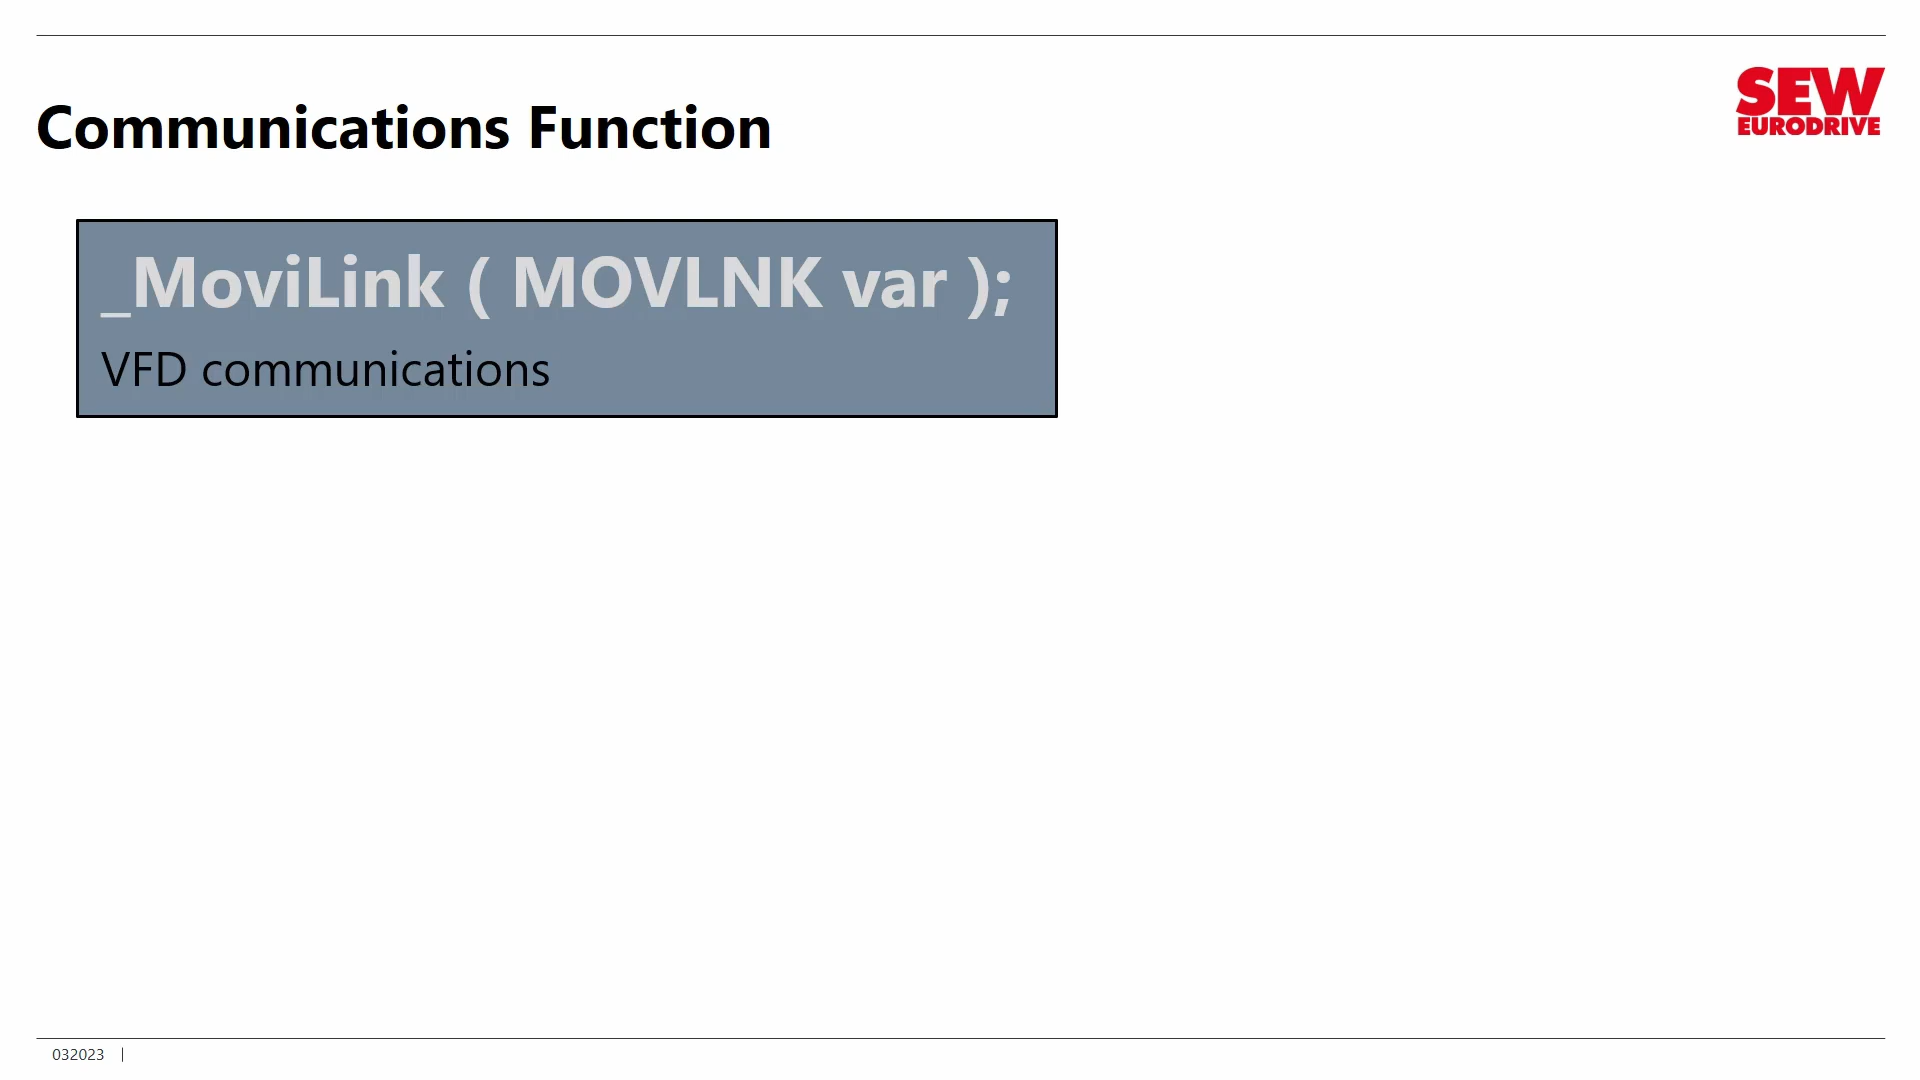 SEW
EURODRIVE
Communications Function
_MoviLink ( MOVLNK var );
VFD communications
032023 |